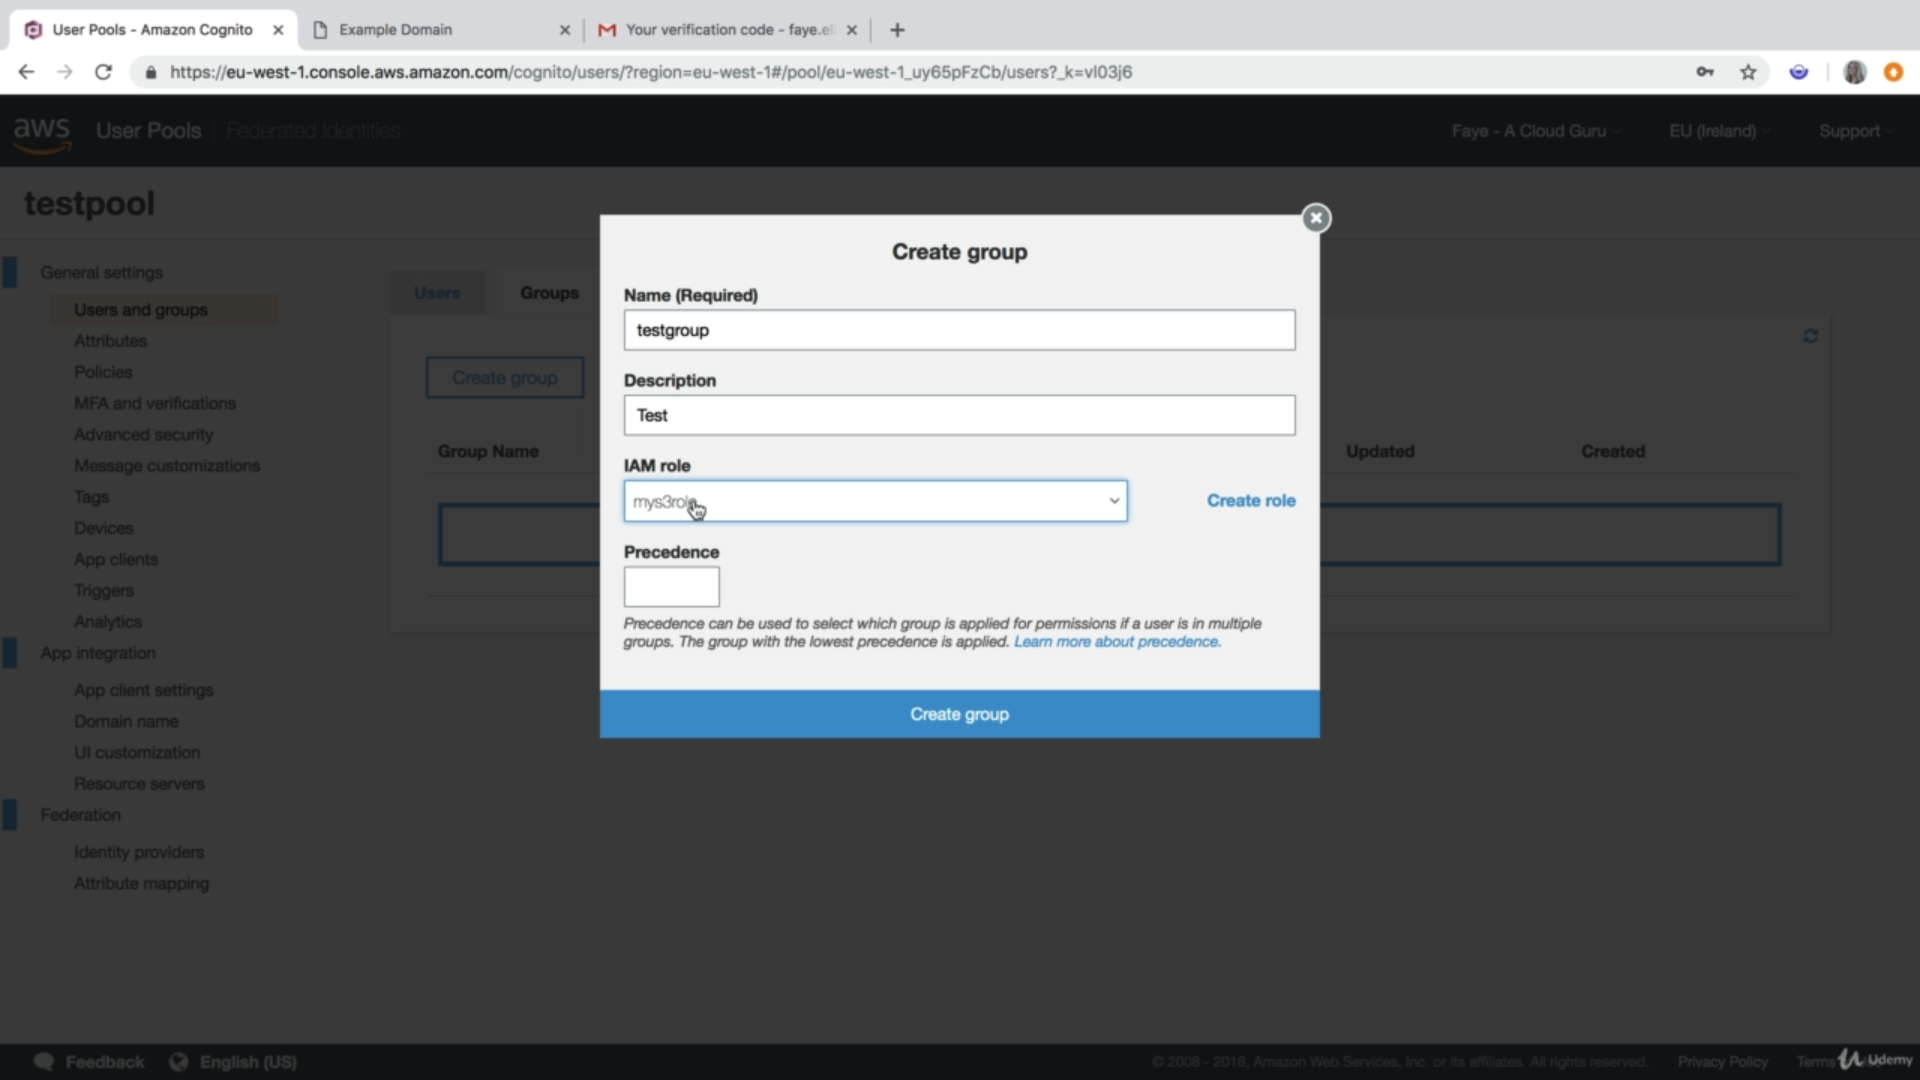 User Pools - Amazon Cognito
Example Domain
Your verification code - faye.el
https://eu-west-1.console.aws.amazon.com/cognito/users/?region=eu-west-1#/pool/eu-west-1_uy65pFzCb/users?_k=vl03j6
aws User Pools Federated Identities Faye - A Cloud Guru EU (Ireland) Support
testpool
General settings
Users and groups
Attributes
Policies
MFA and verifications
Advanced security
Message customizations
Tags
Devices
App clients
Triggers
Analytics
App integration
App client settings
Domain name
UI customization
Resource servers
Federation
Identity providers
Attribute mapping
Users Groups
Create group
Group Name Updated Created
Create group
Name (Required)
testgroup
Description
Test
IAM role
mys3role
Create role
Precedence
Precedence can be used to select which group is applied for permissions if a user is in multiple
groups. The group with the lowest precedence is applied. Learn more about precedence.
Create group
Feedback English (US) © 2008 - 2018, Amazon Web Services, Inc. or its affiliates. All rights reserved. Privacy Policy Terms
Udemy